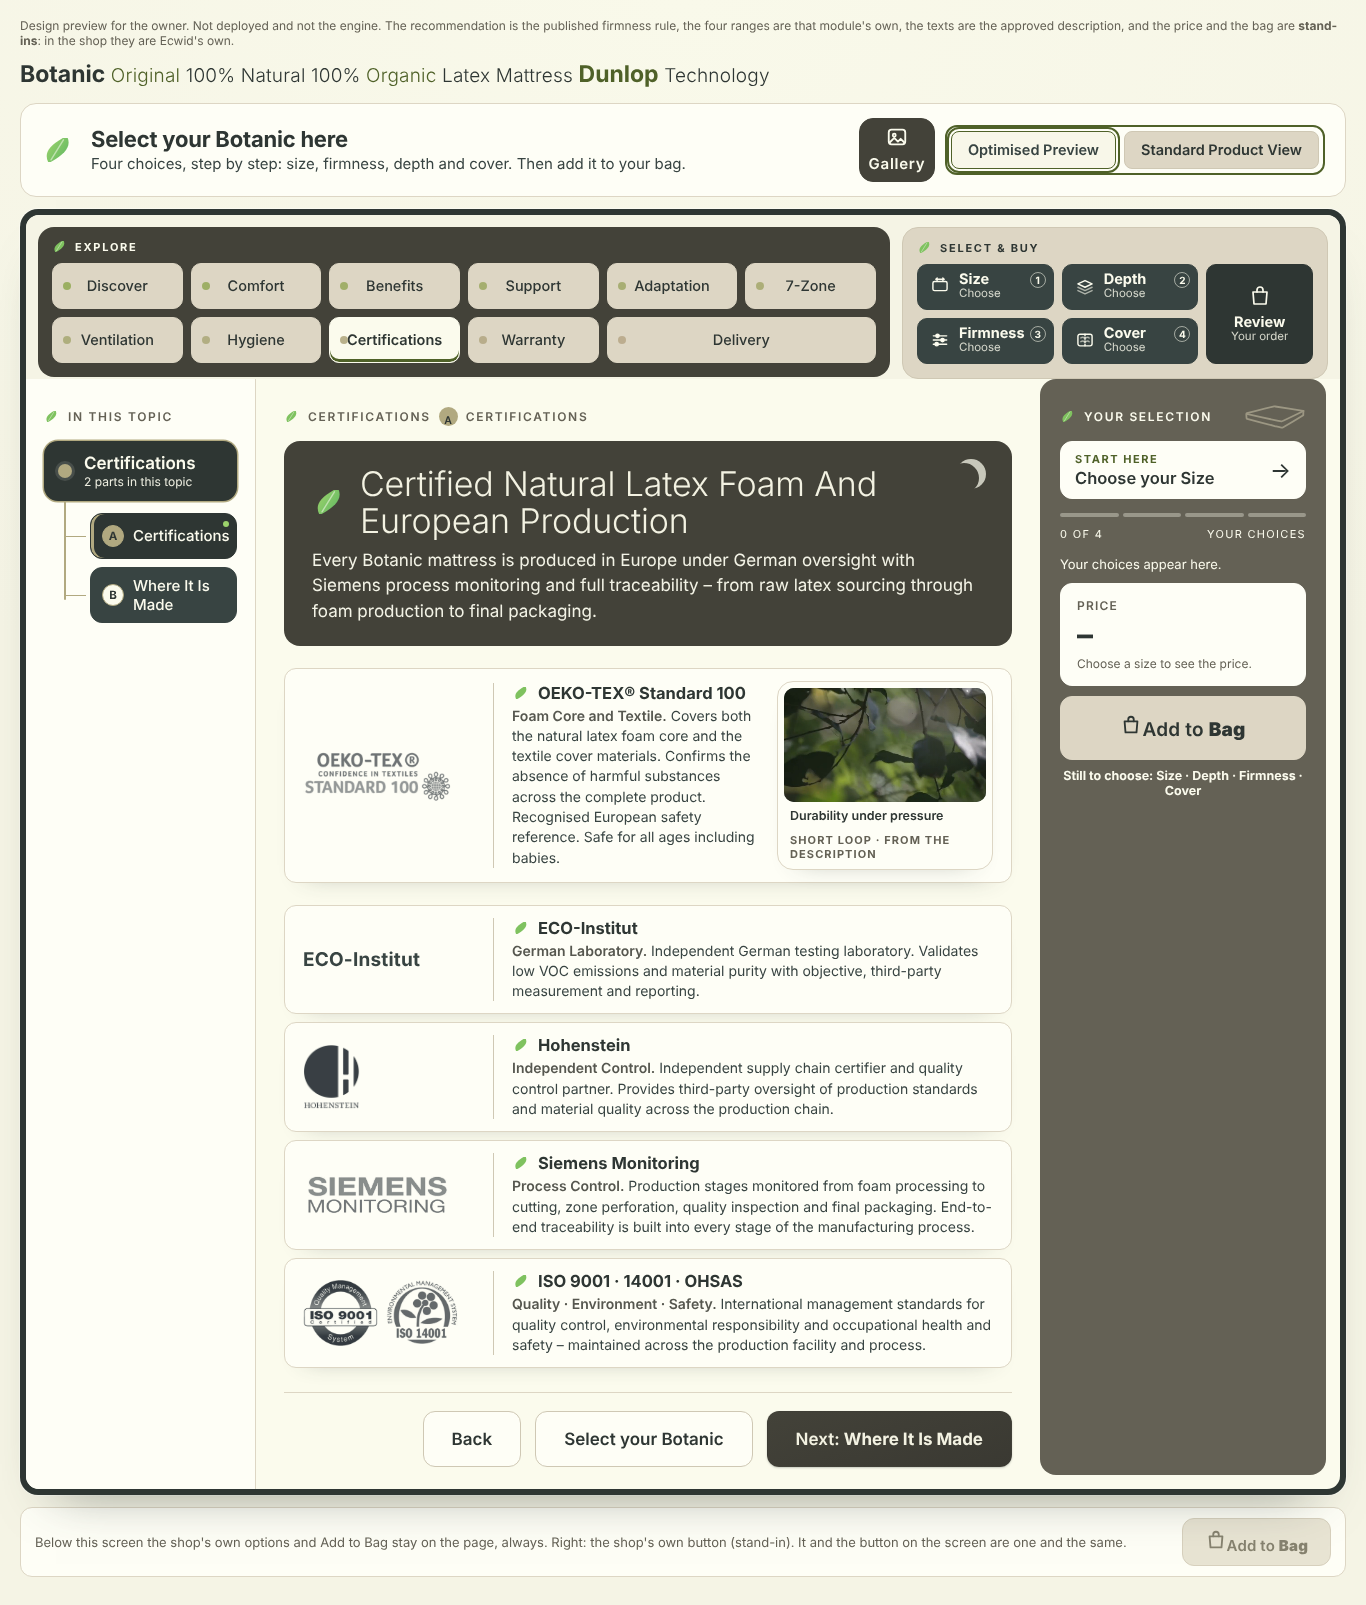 Design preview for the owner. Not deployed and not the engine. The recommendation is the published firmness rule, the four ranges are that module's own, the texts are the approved description, and the price and the bag are stand-
ins: in the shop they are Ecwid's own.
Botanic Original 100% Natural 100% Organic Latex Mattress Dunlop Technology
Select your Botanic here
Four choices, step by step: size, firmness, depth and cover. Then add it to your bag.
Gallery
Optimised Preview
Standard Product View
EXPLORE
Discover
Comfort
Benefits
Support
Adaptation
7-Zone
Ventilation
Hygiene
Certifications
Warranty
Delivery
SELECT & BUY
Size
Choose
1
Depth
Choose
2
Firmness
Choose
3
Cover
Choose
4
Review
Your order
IN THIS TOPIC
Certifications
2 parts in this topic
A
Certifications
B
Where It Is
Made
CERTIFICATIONS A CERTIFICATIONS
Certified Natural Latex Foam And
European Production
Every Botanic mattress is produced in Europe under German oversight with
Siemens process monitoring and full traceability – from raw latex sourcing through
foam production to final packaging.
OEKO-TEX®
CONFIDENCE IN TEXTILES
STANDARD 100
OEKO-TEX® Standard 100
Foam Core and Textile. Covers both
the natural latex foam core and the
textile cover materials. Confirms the
absence of harmful substances
across the complete product.
Recognised European safety
reference. Safe for all ages including
babies.
Durability under pressure
SHORT LOOP · FROM THE
DESCRIPTION
ECO-Institut
ECO-Institut
German Laboratory. Independent German testing laboratory. Validates
low VOC emissions and material purity with objective, third-party
measurement and reporting.
HOHENSTEIN
Hohenstein
Independent Control. Independent supply chain certifier and quality
control partner. Provides third-party oversight of production standards
and material quality across the production chain.
SIEMENS
MONITORING
Siemens Monitoring
Process Control. Production stages monitored from foam processing to
cutting, zone perforation, quality inspection and final packaging. End-to-
end traceability is built into every stage of the manufacturing process.
Quality Management
ISO 9001
Certified
System
ENVIRONMENTAL MANAGEMENT SYSTEM
ISO 14001
ISO 9001 · 14001 · OHSAS
Quality · Environment · Safety. International management standards for
quality control, environmental responsibility and occupational health and
safety – maintained across the production facility and process.
Back
Select your Botanic
Next: Where It Is Made
YOUR SELECTION
START HERE
Choose your Size
0 OF 4
YOUR CHOICES
Your choices appear here.
PRICE
–
Choose a size to see the price.
Add to Bag
Still to choose: Size · Depth · Firmness ·
Cover
Below this screen the shop's own options and Add to Bag stay on the page, always. Right: the shop's own button (stand-in). It and the button on the screen are one and the same.
Add to Bag